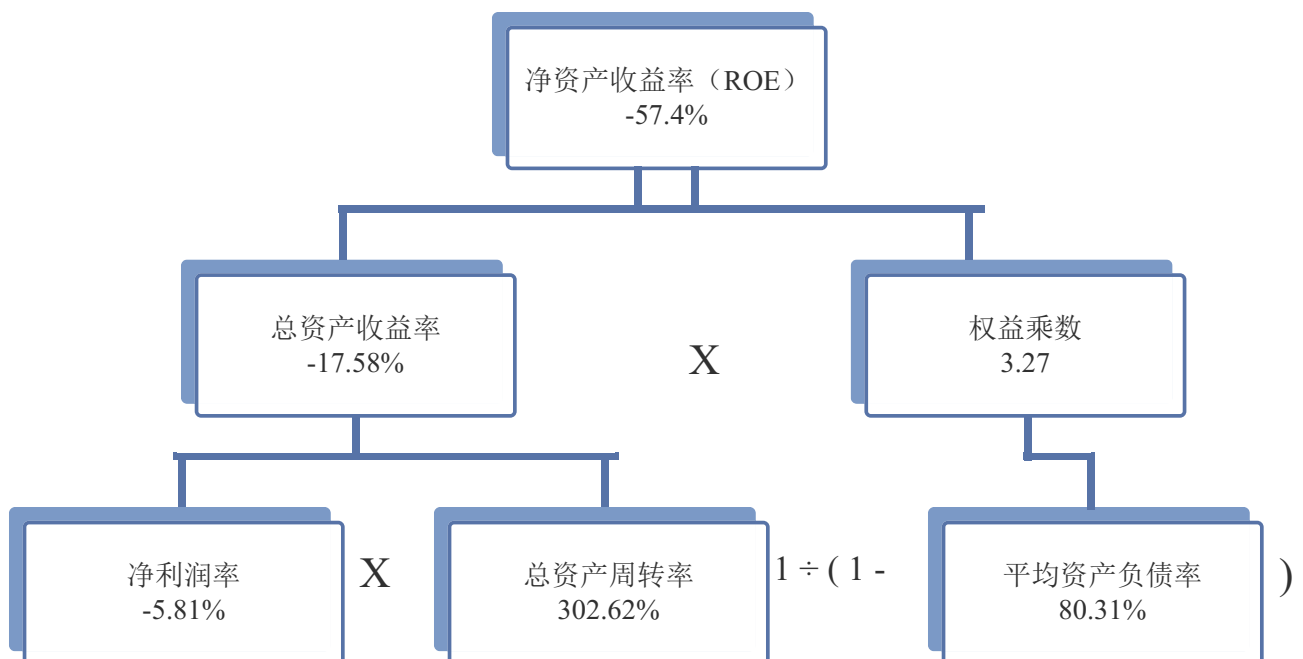 净资产收益率（ROE）
-57.4%
总资产收益率
-17.58%
X
权益乘数
3.27
净利润率
-5.81%
X
总资产周转率
302.62%
1 ÷ ( 1 -
平均资产负债率
80.31%
)